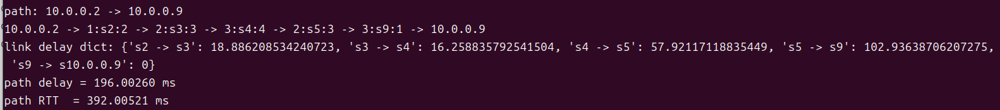 path: 10.0.0.2 -> 10.0.0.9
10.0.0.2 -> 1:s2:2 -> 2:s3:3 -> 3:s4:4 -> 2:s5:3 -> 3:s9:1 -> 10.0.0.9
link delay dict: {'s2 -> s3': 18.886208534240723, 's3 -> s4': 16.258835792541504, 's4 -> s5': 57.92117118835449, 's5 -> s9': 102.93638706207275,
 's9 -> s10.0.0.9': 0}
path delay = 196.00260 ms
path RTT  = 392.00521 ms